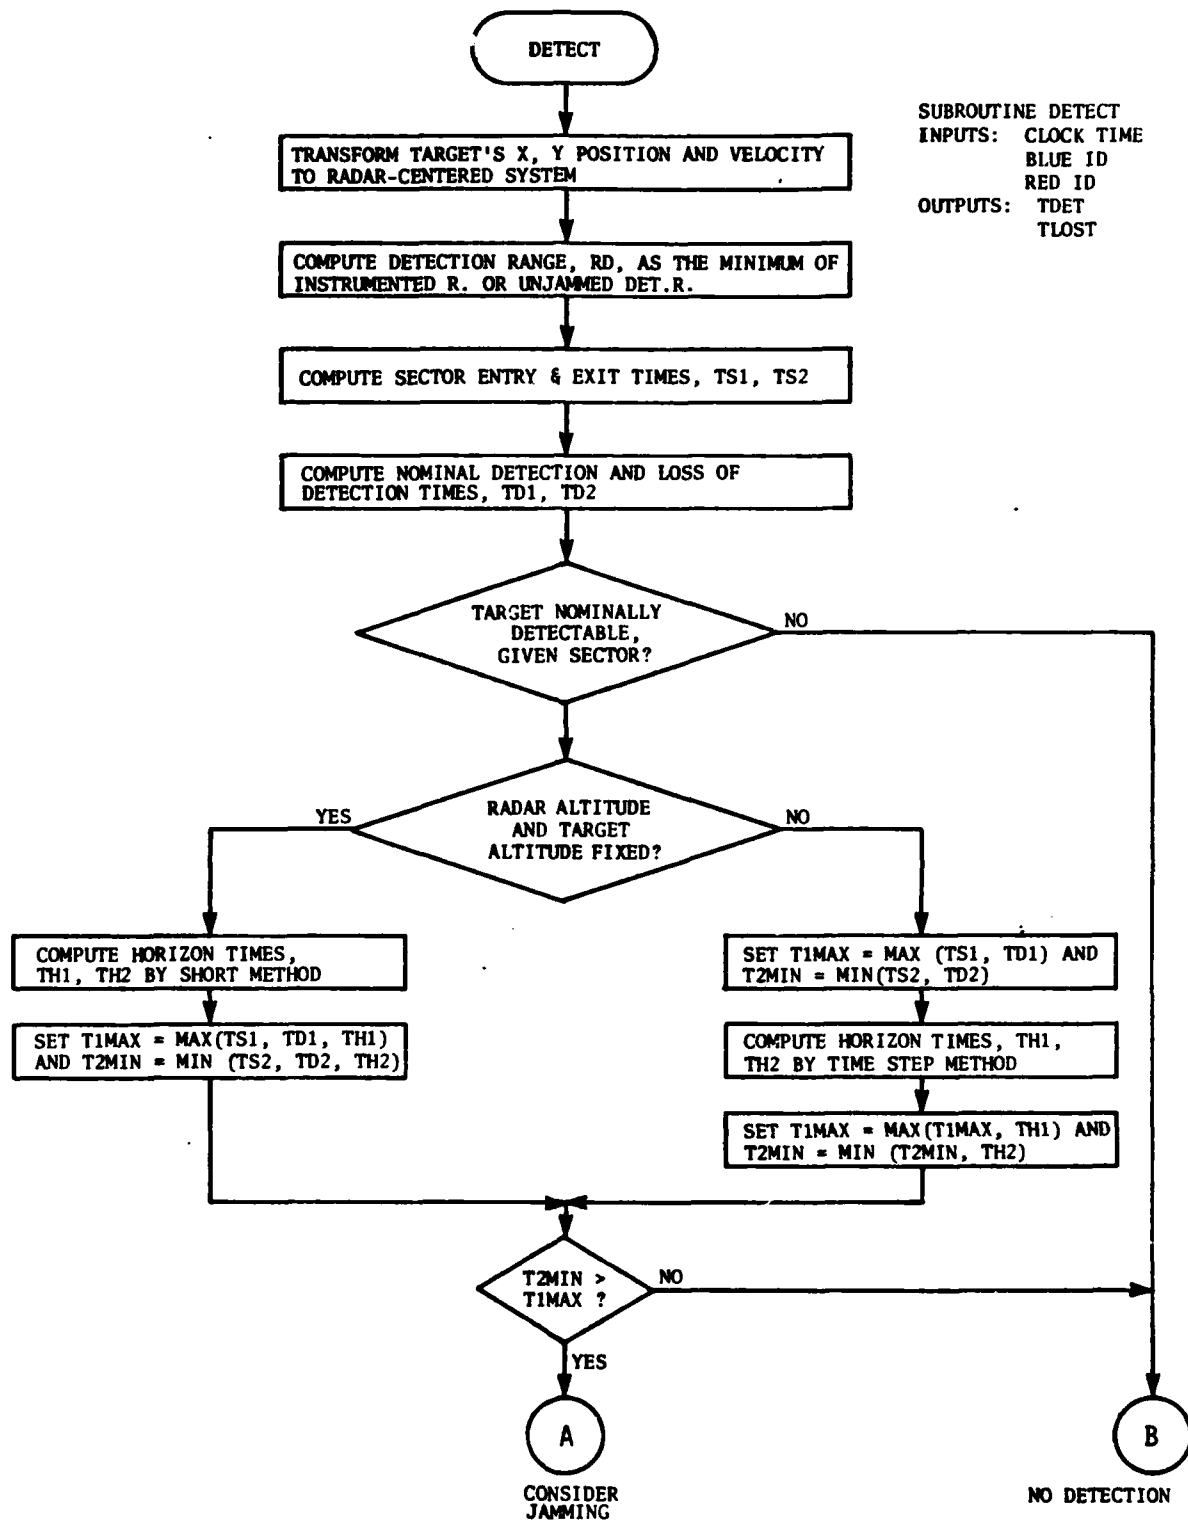 DETECT
SUBROUTINE DETECT
INPUTS: CLOCK TIME
BLUE ID
RED ID
OUTPUTS: TDET
TLOST
TRANSFORM TARGET'S X, Y POSITION AND VELOCITY
TO RADAR-CENTERED SYSTEM
COMPUTE DETECTION RANGE, RD, AS THE MINIMUM OF
INSTRUMENTED R. OR UNJAMMED DET.R.
COMPUTE SECTOR ENTRY & EXIT TIMES, TS1, TS2
COMPUTE NOMINAL DETECTION AND LOSS OF
DETECTION TIMES, TD1, TD2
TARGET NOMINALLY
DETECTABLE,
GIVEN SECTOR?
NO
RADAR ALTITUDE
AND TARGET
ALTITUDE FIXED?
YES
NO
COMPUTE HORIZON TIMES,
TH1, TH2 BY SHORT METHOD
SET T1MAX = MAX(TS1, TD1, TH1)
AND T2MIN = MIN (TS2, TD2, TH2)
SET T1MAX = MAX (TS1, TD1) AND
T2MIN = MIN(TS2, TD2)
COMPUTE HORIZON TIMES, TH1,
TH2 BY TIME STEP METHOD
SET T1MAX = MAX(T1MAX, TH1) AND
T2MIN = MIN (T2MIN, TH2)
T2MIN >
T1MAX ?
NO
YES
A
CONSIDER
JAMMING
B
NO DETECTION